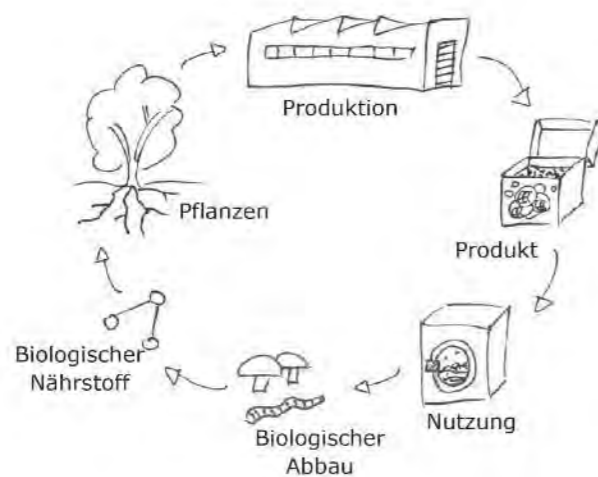 Produktion
Pflanzen
Produkt
Biologischer
Nährstoff
Nutzung
Biologischer
Abbau